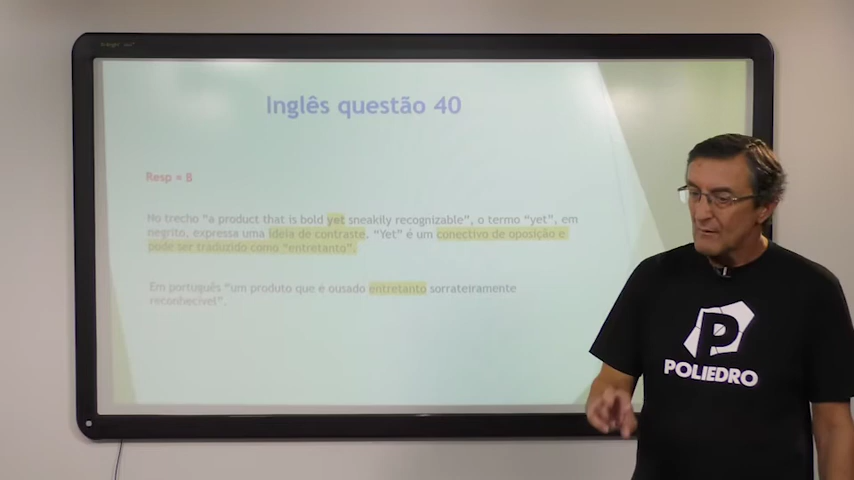 Inglês questão 40
Resp = B
No trecho “a product that is bold yet sneakily recognizable”, o termo “yet”, em
negrito, expressa uma ideia de contraste. “Yet” é um conectivo de oposição e
pode ser traduzido como “entretanto”.
Em português “um produto que é ousado entretanto sorrateiramente
reconhecível”.
P
POLIEDRO